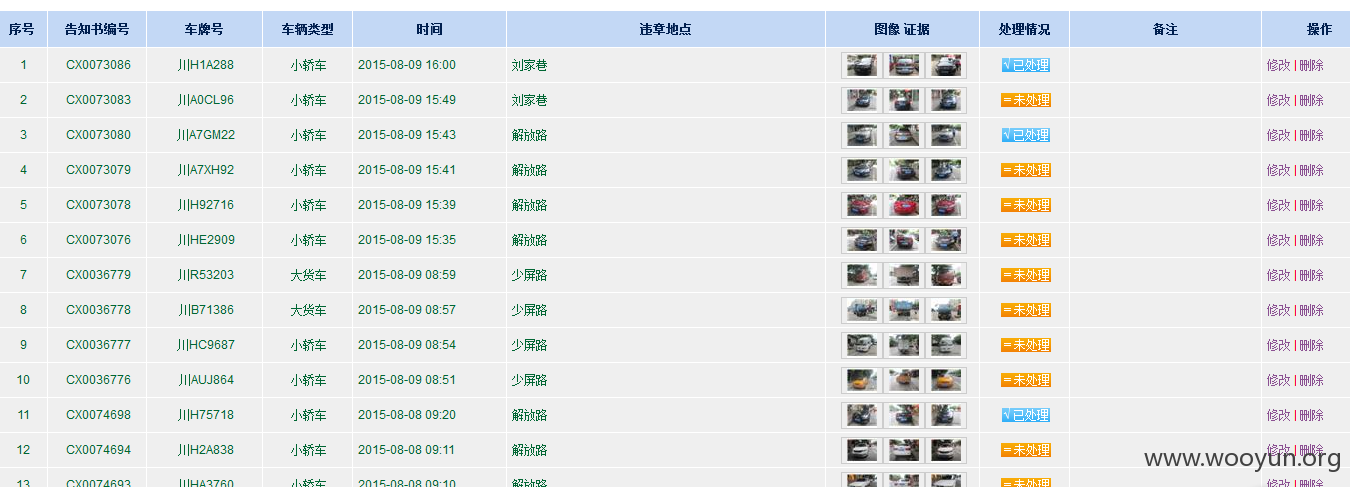 序号 告知书编号 车牌号 车辆类型 时间 违章地点 图像 证据 处理情况 备注 操作
1 CX0073086 川H1A288 小轿车 2015-08-09 16:00 刘家巷 √已处理 修改 | 删除
2 CX0073083 川A0CL96 小轿车 2015-08-09 15:49 刘家巷 =未处理 修改 | 删除
3 CX0073080 川A7GM22 小轿车 2015-08-09 15:43 解放路 √已处理 修改 | 删除
4 CX0073079 川A7XH92 小轿车 2015-08-09 15:41 解放路 =未处理 修改 | 删除
5 CX0073078 川H92716 小轿车 2015-08-09 15:39 解放路 =未处理 修改 | 删除
6 CX0073076 川HE2909 小轿车 2015-08-09 15:35 解放路 =未处理 修改 | 删除
7 CX0036779 川R53203 大货车 2015-08-09 08:59 少屏路 =未处理 修改 | 删除
8 CX0036778 川B71386 大货车 2015-08-09 08:57 少屏路 =未处理 修改 | 删除
9 CX0036777 川HC9687 小轿车 2015-08-09 08:54 少屏路 =未处理 修改 | 删除
10 CX0036776 川AUJ864 小轿车 2015-08-09 08:51 少屏路 =未处理 修改 | 删除
11 CX0074698 川H75718 小轿车 2015-08-08 09:20 解放路 √已处理 修改 | 删除
12 CX0074694 川H2A838 小轿车 2015-08-08 09:11 解放路 =未处理 修改 | 删除
www.wooyun.org
13 CX0074693 川HA3760 小轿车 2015-08-08 09:10 解放路 =未处理 修改 | 删除